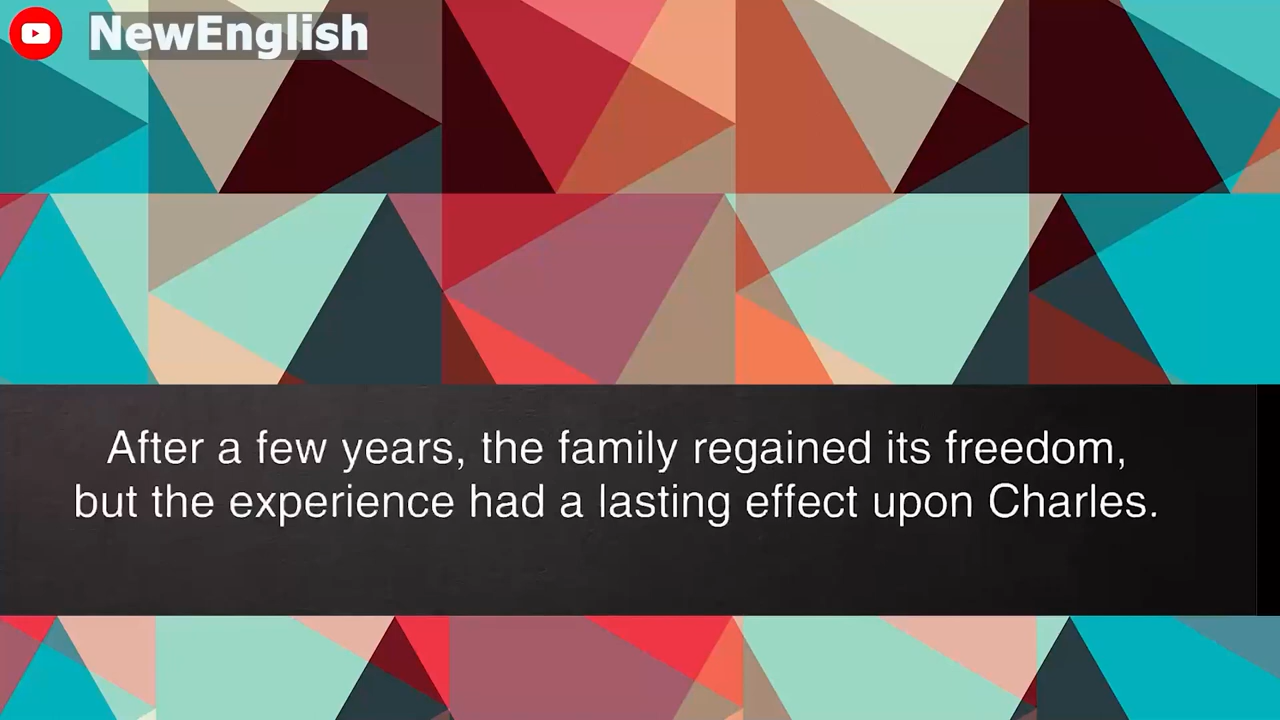 NewEnglish
After a few years, the family regained its freedom,
but the experience had a lasting effect upon Charles.